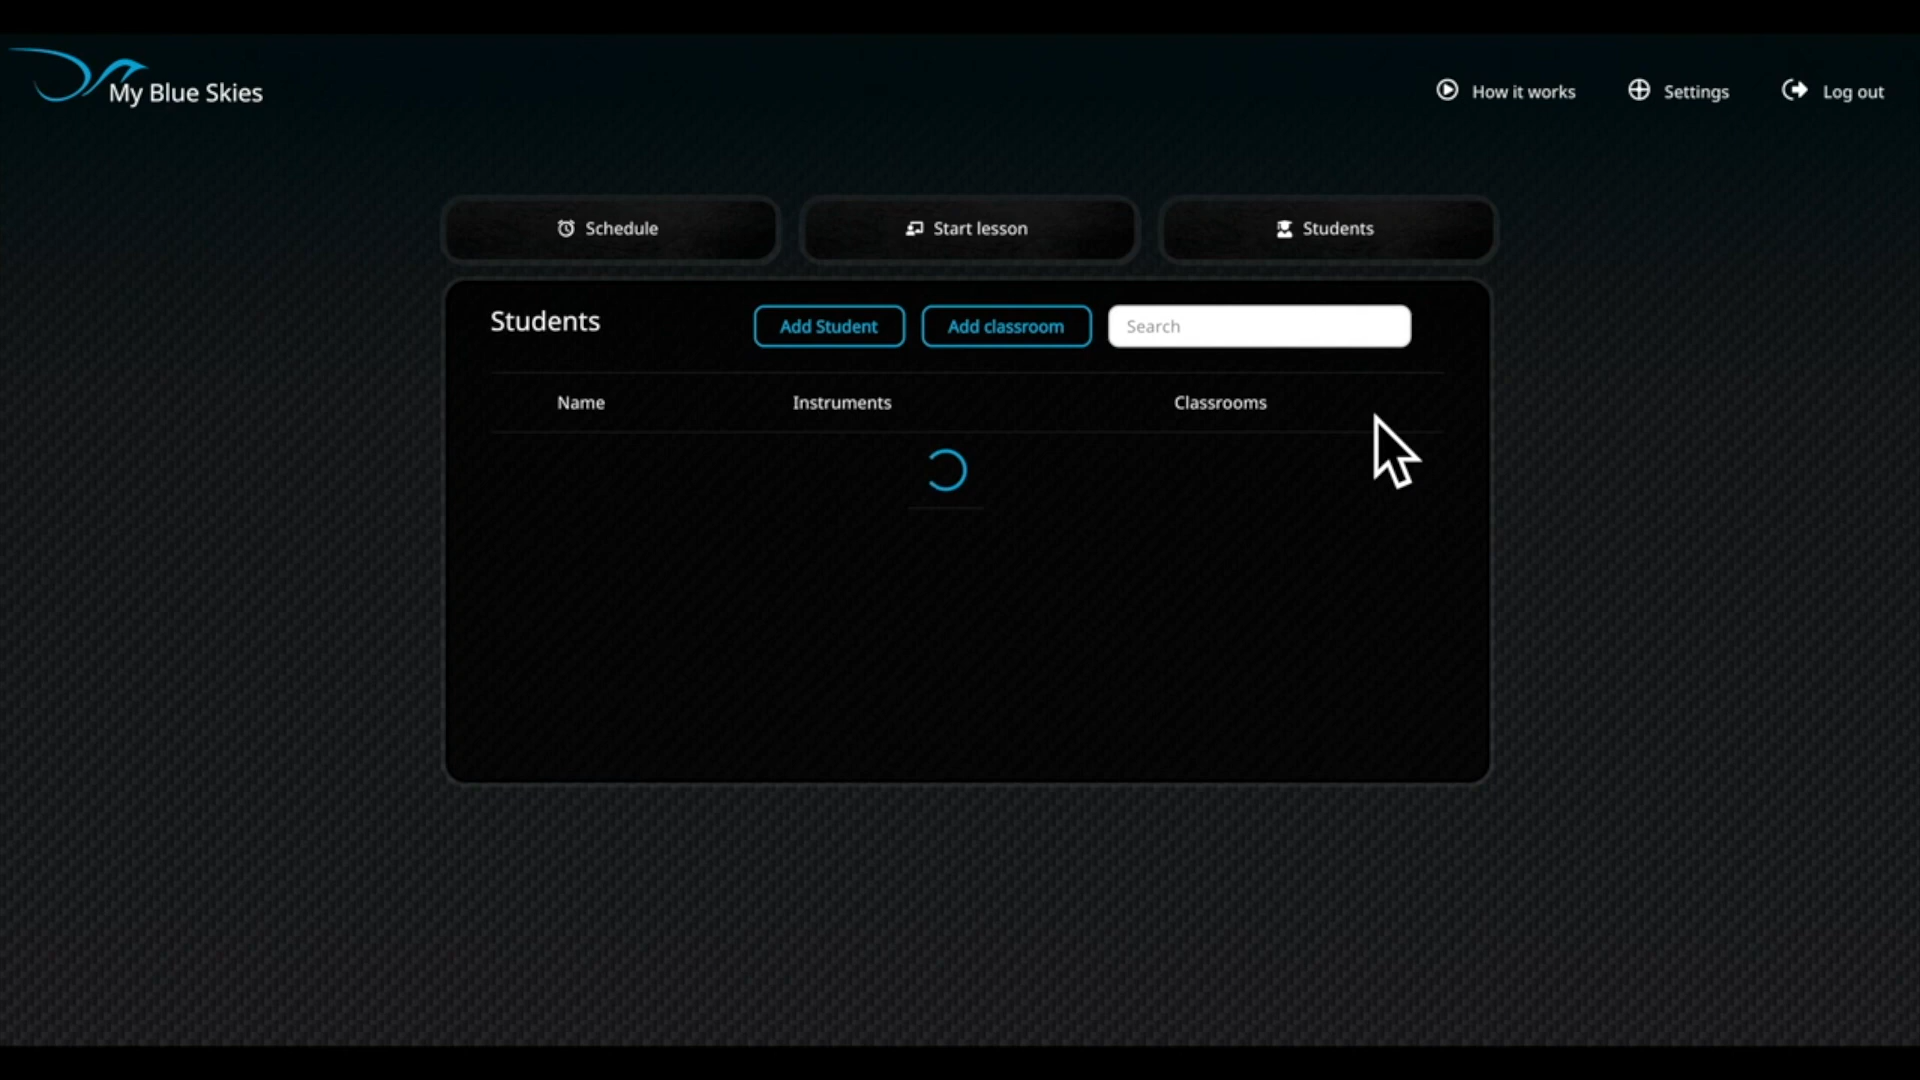 My Blue Skies
How it works
Settings
Log out
Schedule
Start lesson
Students
Students
Add Student
Add classroom
Search
Name
Instruments
Classrooms